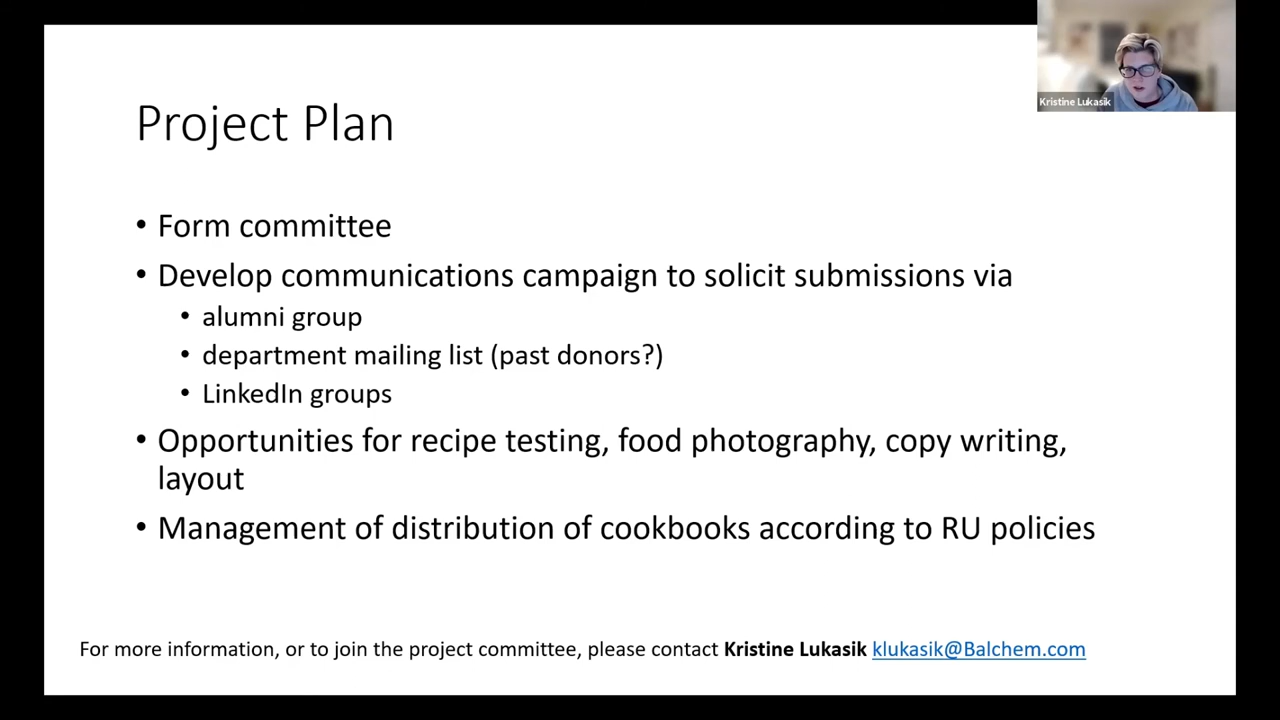 Project Plan
Kristine Lukasik
• Form committee
• Develop communications campaign to solicit submissions via
• alumni group
• department mailing list (past donors?)
• LinkedIn groups
• Opportunities for recipe testing, food photography, copy writing,
layout
• Management of distribution of cookbooks according to RU policies
For more information, or to join the project committee, please contact Kristine Lukasik klukasik@Balchem.com